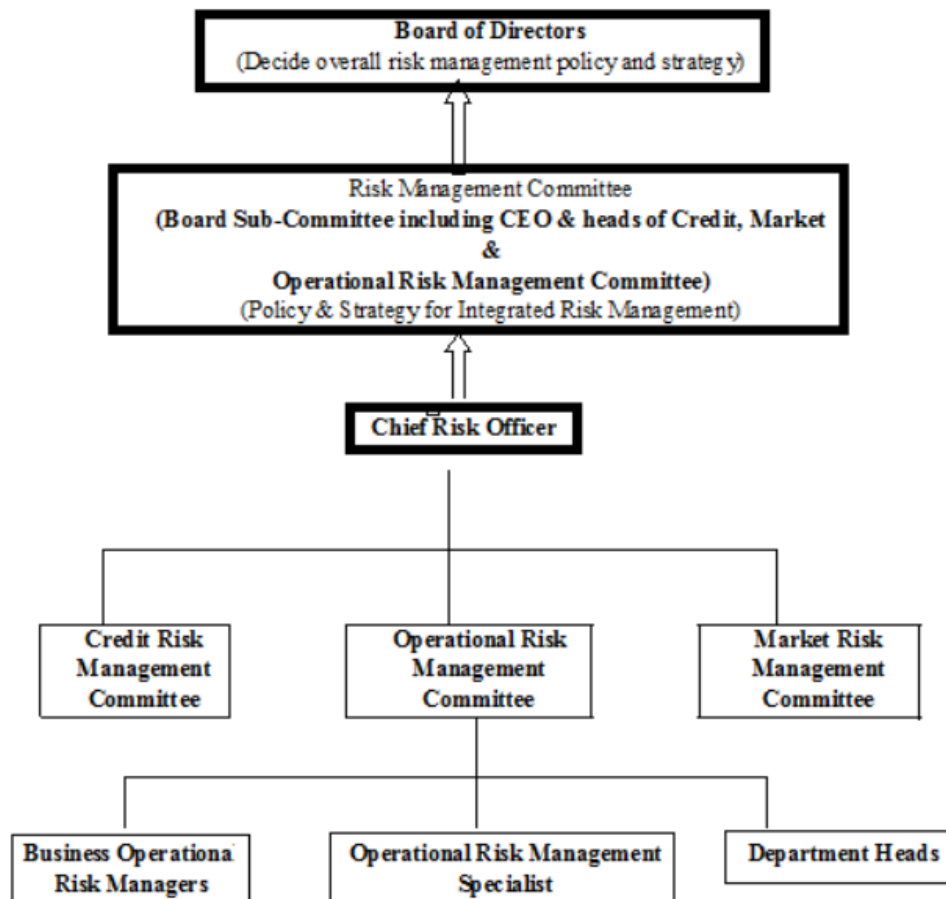 Board of Directors
(Decide overall risk management policy and strategy)
Risk Management Committee
(Board Sub-Committee including CEO & heads of Credit, Market
&
Operational Risk Management Committee)
(Policy & Strategy for Integrated Risk Management)
Chief Risk Officer
Credit Risk
Management
Committee
Operational Risk
Management
Committee
Market Risk
Management
Committee
Business Operational
Risk Managers
Operational Risk Management
Specialist
Department Heads